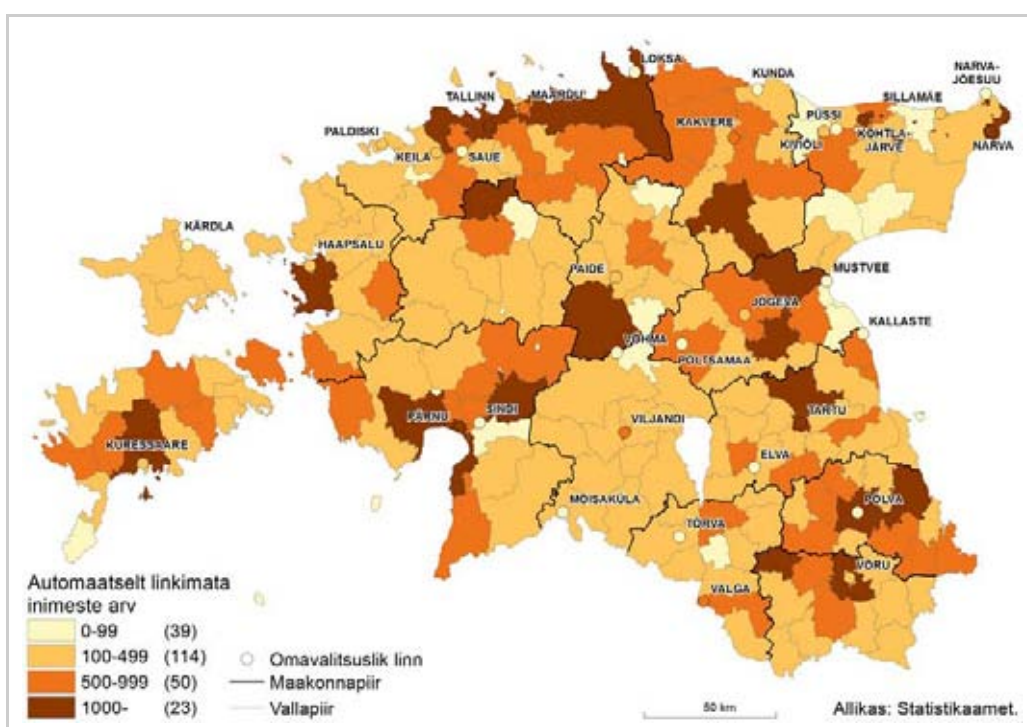 LOKSA
KUNDA
NARVA-
JÕESUU
TALLINN
MAARDU
SILLAMÄE
PALDISKI
RAKVERE
PÜSSI
KIVIÕLI
KOHTLA-
JÄRVE
NARVA
KEILA
SAUE
KÄRDLA
HAAPSALU
PAIDE
MUSTVEE
JÕGEVA
KALLASTE
VÕHMA
PÕLTSAMAA
PÄRNU
SINDI
TARTU
KURESSAARE
VILJANDI
ELVA
MÕISAKÜLA
PÕLVA
TÕRVA
VÕRU
VALGA
Automaatselt linkimata
inimeste arv
0-99 (39)
100-499 (114)
500-999 (50)
1000- (23)
Omavalitsuslik linn
Maakonnapiir
Vallapiir
50 km
Allikas: Statistikaamet.